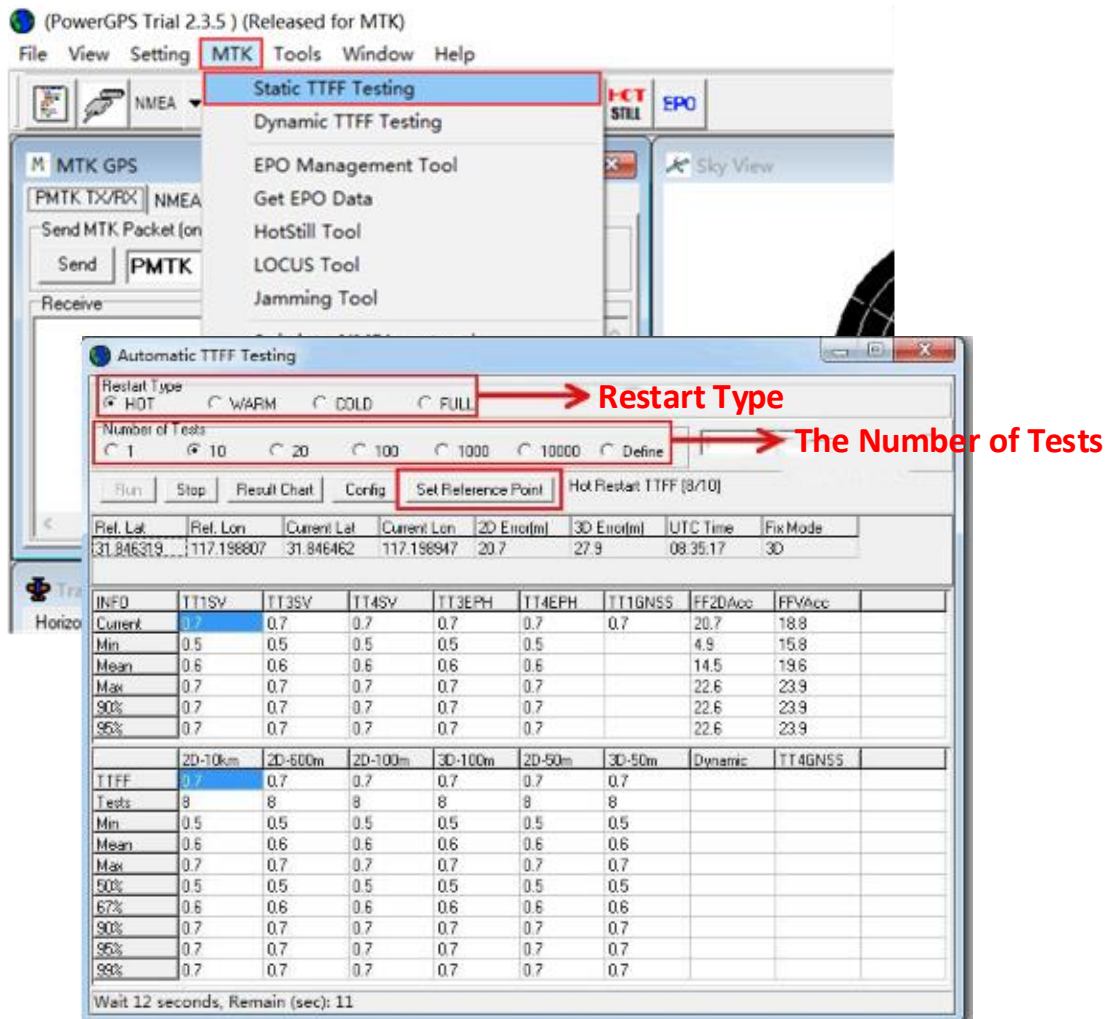 (PowerGPS Trial 2.3.5 ) (Released for MTK)
File View Setting MTK Tools Window Help
NMEA HOT STILL EPO
Static TTFF Testing
Dynamic TTFF Testing
M MTK GPS
Sky View
EPO Management Tool
PMTK TX/RX NMEA
Get EPO Data
Send MTK Packet (on
HotStill Tool
Send PMTK
LOCUS Tool
Jamming Tool
Receive
Automatic TTFF Testing
Restart Type
HOT WARM COLD FULL
Restart Type
Number of Tests
1 10 20 100 1000 10000 Define
The Number of Tests
Run Stop Result Chart Config Set Reference Point Hot Restart TTFF (8/10)
Ref. Lat Ref. Lon Current Lat Current Lon 2D Error(m) 3D Error(m) UTC Time Fix Mode
31.846319 117.198807 31.846462 117.198947 20.7 27.9 08:35:17 3D
Tra
Horizo
INFO TT1SV TT3SV TT4SV TT3EPH TT4EPH TT1GNSS FF2DAcc FFVAcc
Current 0.7 0.7 0.7 0.7 0.7 0.7 20.7 18.8
Min 0.5 0.5 0.5 0.5 0.5 4.9 15.8
Mean 0.6 0.6 0.6 0.6 0.6 14.5 19.6
Max 0.7 0.7 0.7 0.7 0.7 22.6 23.9
90% 0.7 0.7 0.7 0.7 0.7 22.6 23.9
95% 0.7 0.7 0.7 0.7 0.7 22.6 23.9
2D-10km 2D-600m 2D-100m 3D-100m 2D-50m 3D-50m Dynamic TT4GNSS
TTFF 0.7 0.7 0.7 0.7 0.7 0.7
Tests 8 8 8 8 8 8
Min 0.5 0.5 0.5 0.5 0.5 0.5
Mean 0.6 0.6 0.6 0.6 0.6 0.6
Max 0.7 0.7 0.7 0.7 0.7 0.7
50% 0.5 0.5 0.5 0.5 0.5 0.5
67% 0.6 0.6 0.6 0.6 0.6 0.6
90% 0.7 0.7 0.7 0.7 0.7 0.7
95% 0.7 0.7 0.7 0.7 0.7 0.7
99% 0.7 0.7 0.7 0.7 0.7 0.7
Wait 12 seconds, Remain (sec): 11